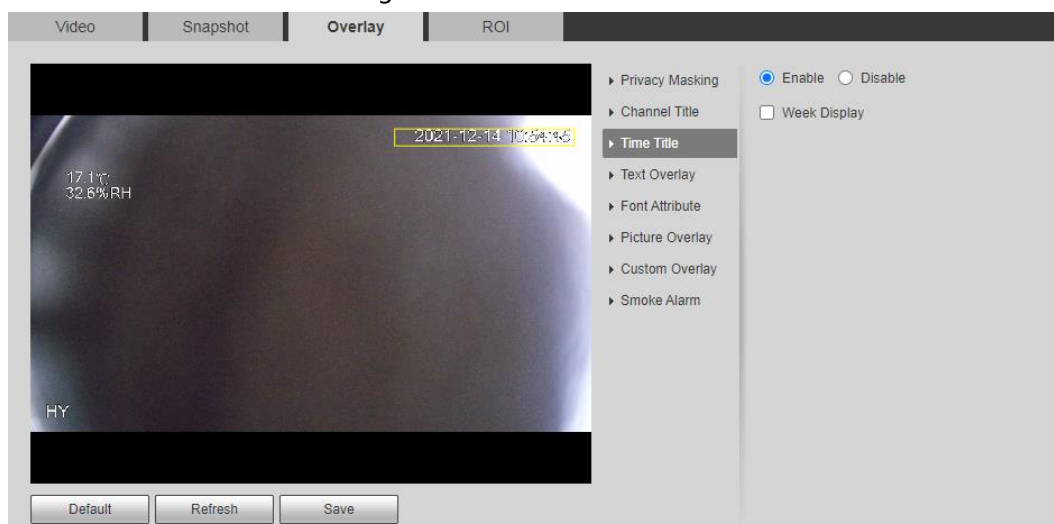 Video Snapshot Overlay ROI
Privacy Masking
Channel Title
Time Title
Text Overlay
Font Attribute
Picture Overlay
Custom Overlay
Smoke Alarm
Enable Disable
Week Display
2021-12-14
17.1℃
32.6%RH
HY
Default Refresh Save